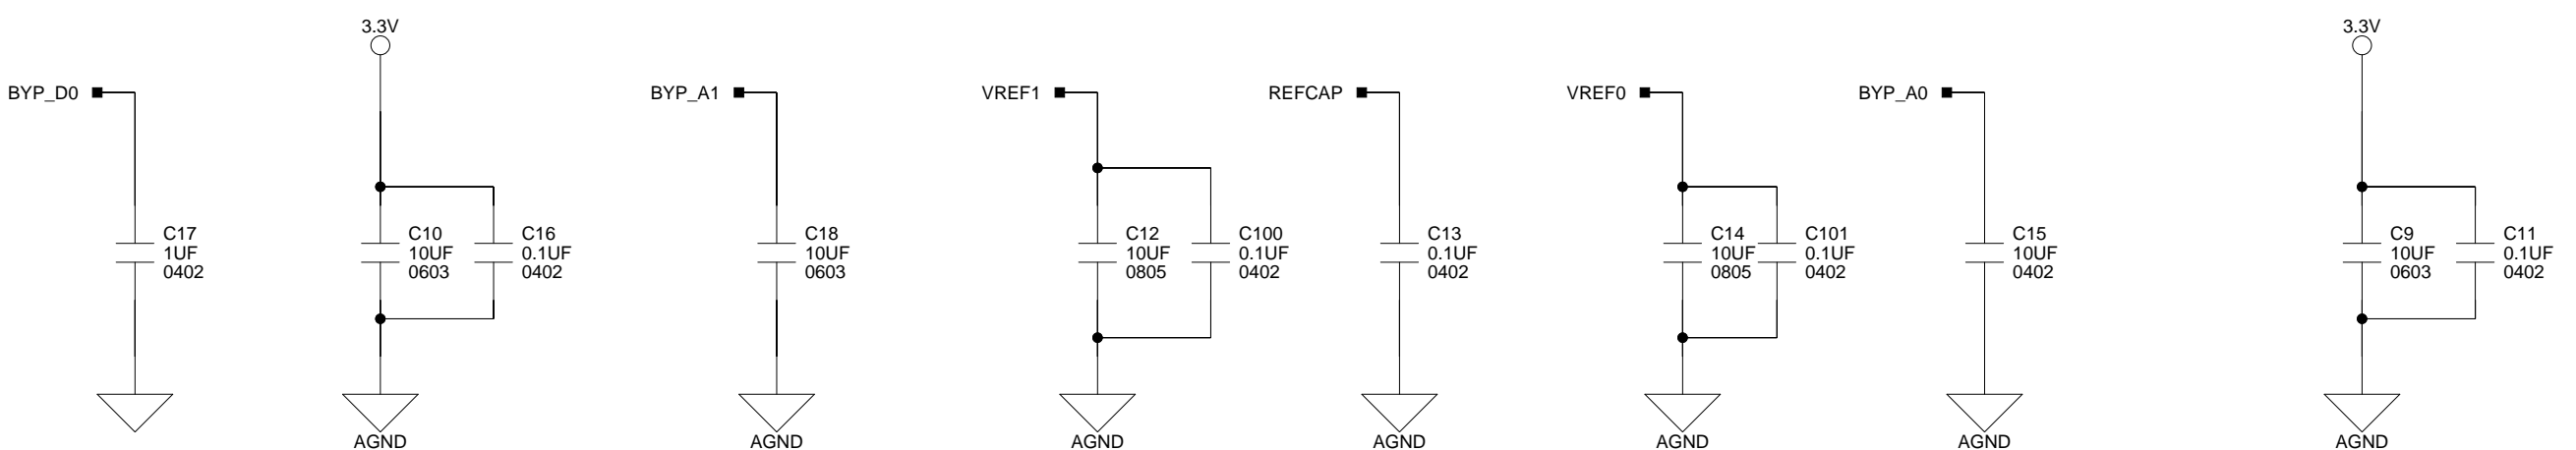 3.3V
3.3V
BYP_D0
BYP_A1
VREF1
REFCAP
VREF0
BYP_A0
C17
1UF
0402
C10
10UF
0603
C16
0.1UF
0402
C18
10UF
0603
C12
10UF
0805
C100
0.1UF
0402
C13
0.1UF
0402
C14
10UF
0805
C101
0.1UF
0402
C15
10UF
0402
C9
10UF
0603
C11
0.1UF
0402
AGND
AGND
AGND
AGND
AGND
AGND
AGND